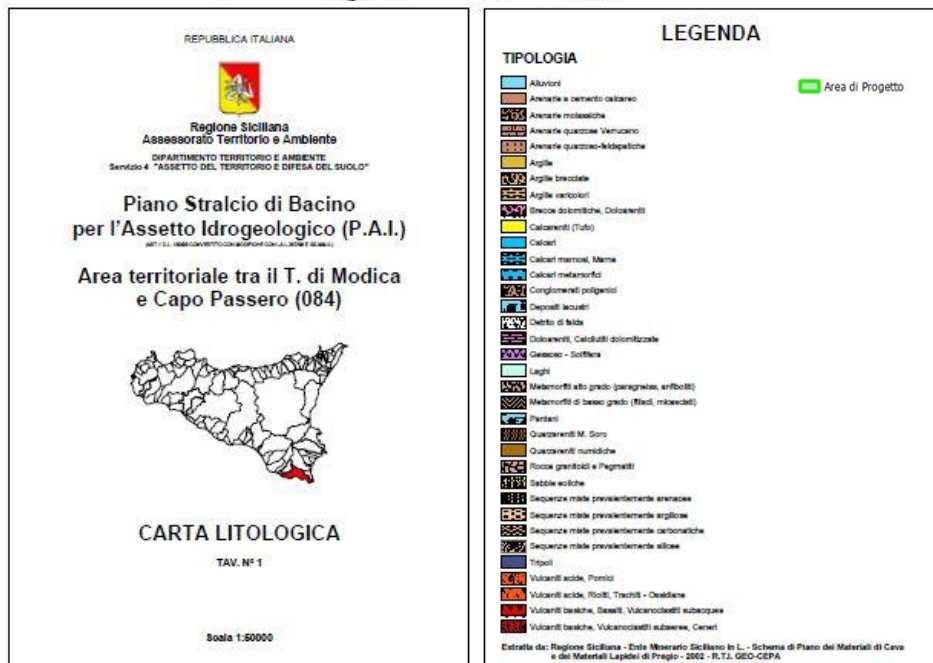 REPUBBLICA ITALIANA
Regione Siciliana
Assessorato Territorio e Ambiente
DIPARTIMENTO TERRITORIO E AMBIENTE
Servizio 4 "ASSETTO DEL TERRITORIO E DIFESA DEL SUOLO"
Piano Stralcio di Bacino
per l'Assetto Idrogeologico (P.A.I.)
Area territoriale tra il T. di Modica
e Capo Passero (084)
CARTA LITOLOGICA
TAV. N° 1
Scala 1:50000
LEGENDA
TIPOLOGIA
Area di Progetto
Alluvioni
Arenarie a cemento calcareo
Arenarie molassiche
Arenarie quarzose Verrucano
Arenarie quarzoso-feldspatiche
Argille
Argille brecciate
Argille varicolori
Brecce dolomitiche, Doloareniti
Calcareniti (Tufo)
Calcari
Calcari marnosi, Marne
Calcari metamorfici
Conglomerati poligenici
Depositi lacustri
Detrito di falda
Doloareniti, Calcilutiti dolomitizzate
Gessoso - Solfifera
Laghi
Metamorfiti alto grado (paragneiss, anfiboliti)
Metamorfiti di basso grado (filladi, micascisti)
Pantani
Quarzareniti M. Soro
Quarzareniti numidiche
Rocce granitoidi e Pegmatiti
Sabbie eoliche
Sequenze miste prevalentemente arenacee
Sequenze miste prevalentemente argillose
Sequenze miste prevalentemente carbonatiche
Sequenze miste prevalentemente silicee
Tripoli
Vulcaniti acide, Pomici
Vulcaniti acide, Rioliti, Trachiti - Ossidiane
Vulcaniti basiche, Basalti, Vulcanoclastiti subacquee
Vulcaniti basiche, Vulcanoclastiti subaeree, Ceneri
Estratta da: Regione Siciliana - Ente Minerario Siciliano in L. - Schema di Piano dei Materiali di Cava
e dei Materiali Lapidei di Pregio - 2002 - R.T.I. GEO-CEPA